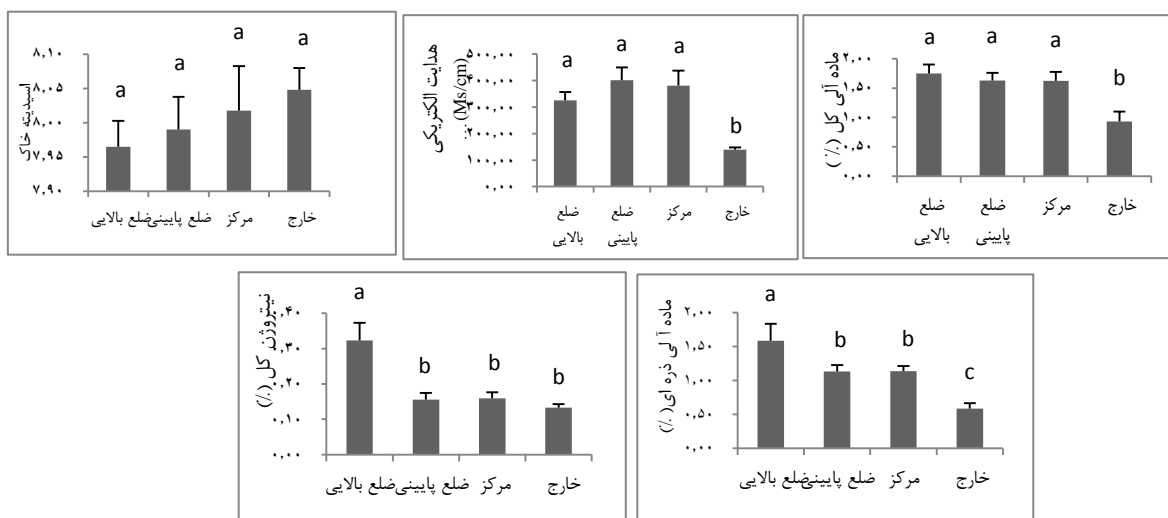 اسیدیته خاک
۸,۱۰
۸,۰۵
۸,۰۰
۷,۹۵
۷,۹۰
a
a
a
a
ضلع بالایی
ضلع پایینی
مرکز
خارج
هدایت الکتریکی
(Ms/cm)...
۵۰۰,۰۰
۴۰۰,۰۰
۳۰۰,۰۰
۲۰۰,۰۰
۱۰۰,۰۰
۰,۰۰
a
a
a
b
ضلع
بالایی
ضلع
پایینی
مرکز
خارج
ماده آلی کل (٪)
۲,۰۰
۱,۵۰
۱,۰۰
۰,۵۰
۰,۰۰
a
a
a
b
ضلع
بالایی
ضلع
پایینی
مرکز
خارج
نیتروژن کل (٪)
۰,۴۰
۰,۳۰
۰,۲۰
۰,۱۰
۰,۰۰
a
b
b
b
ضلع بالایی
ضلع پایینی
مرکز
خارج
ماده آلی ذره ای(٪)
۲,۰۰
۱,۵۰
۱,۰۰
۰,۵۰
۰,۰۰
a
b
b
c
ضلع بالایی
ضلع پایینی
مرکز
خارج